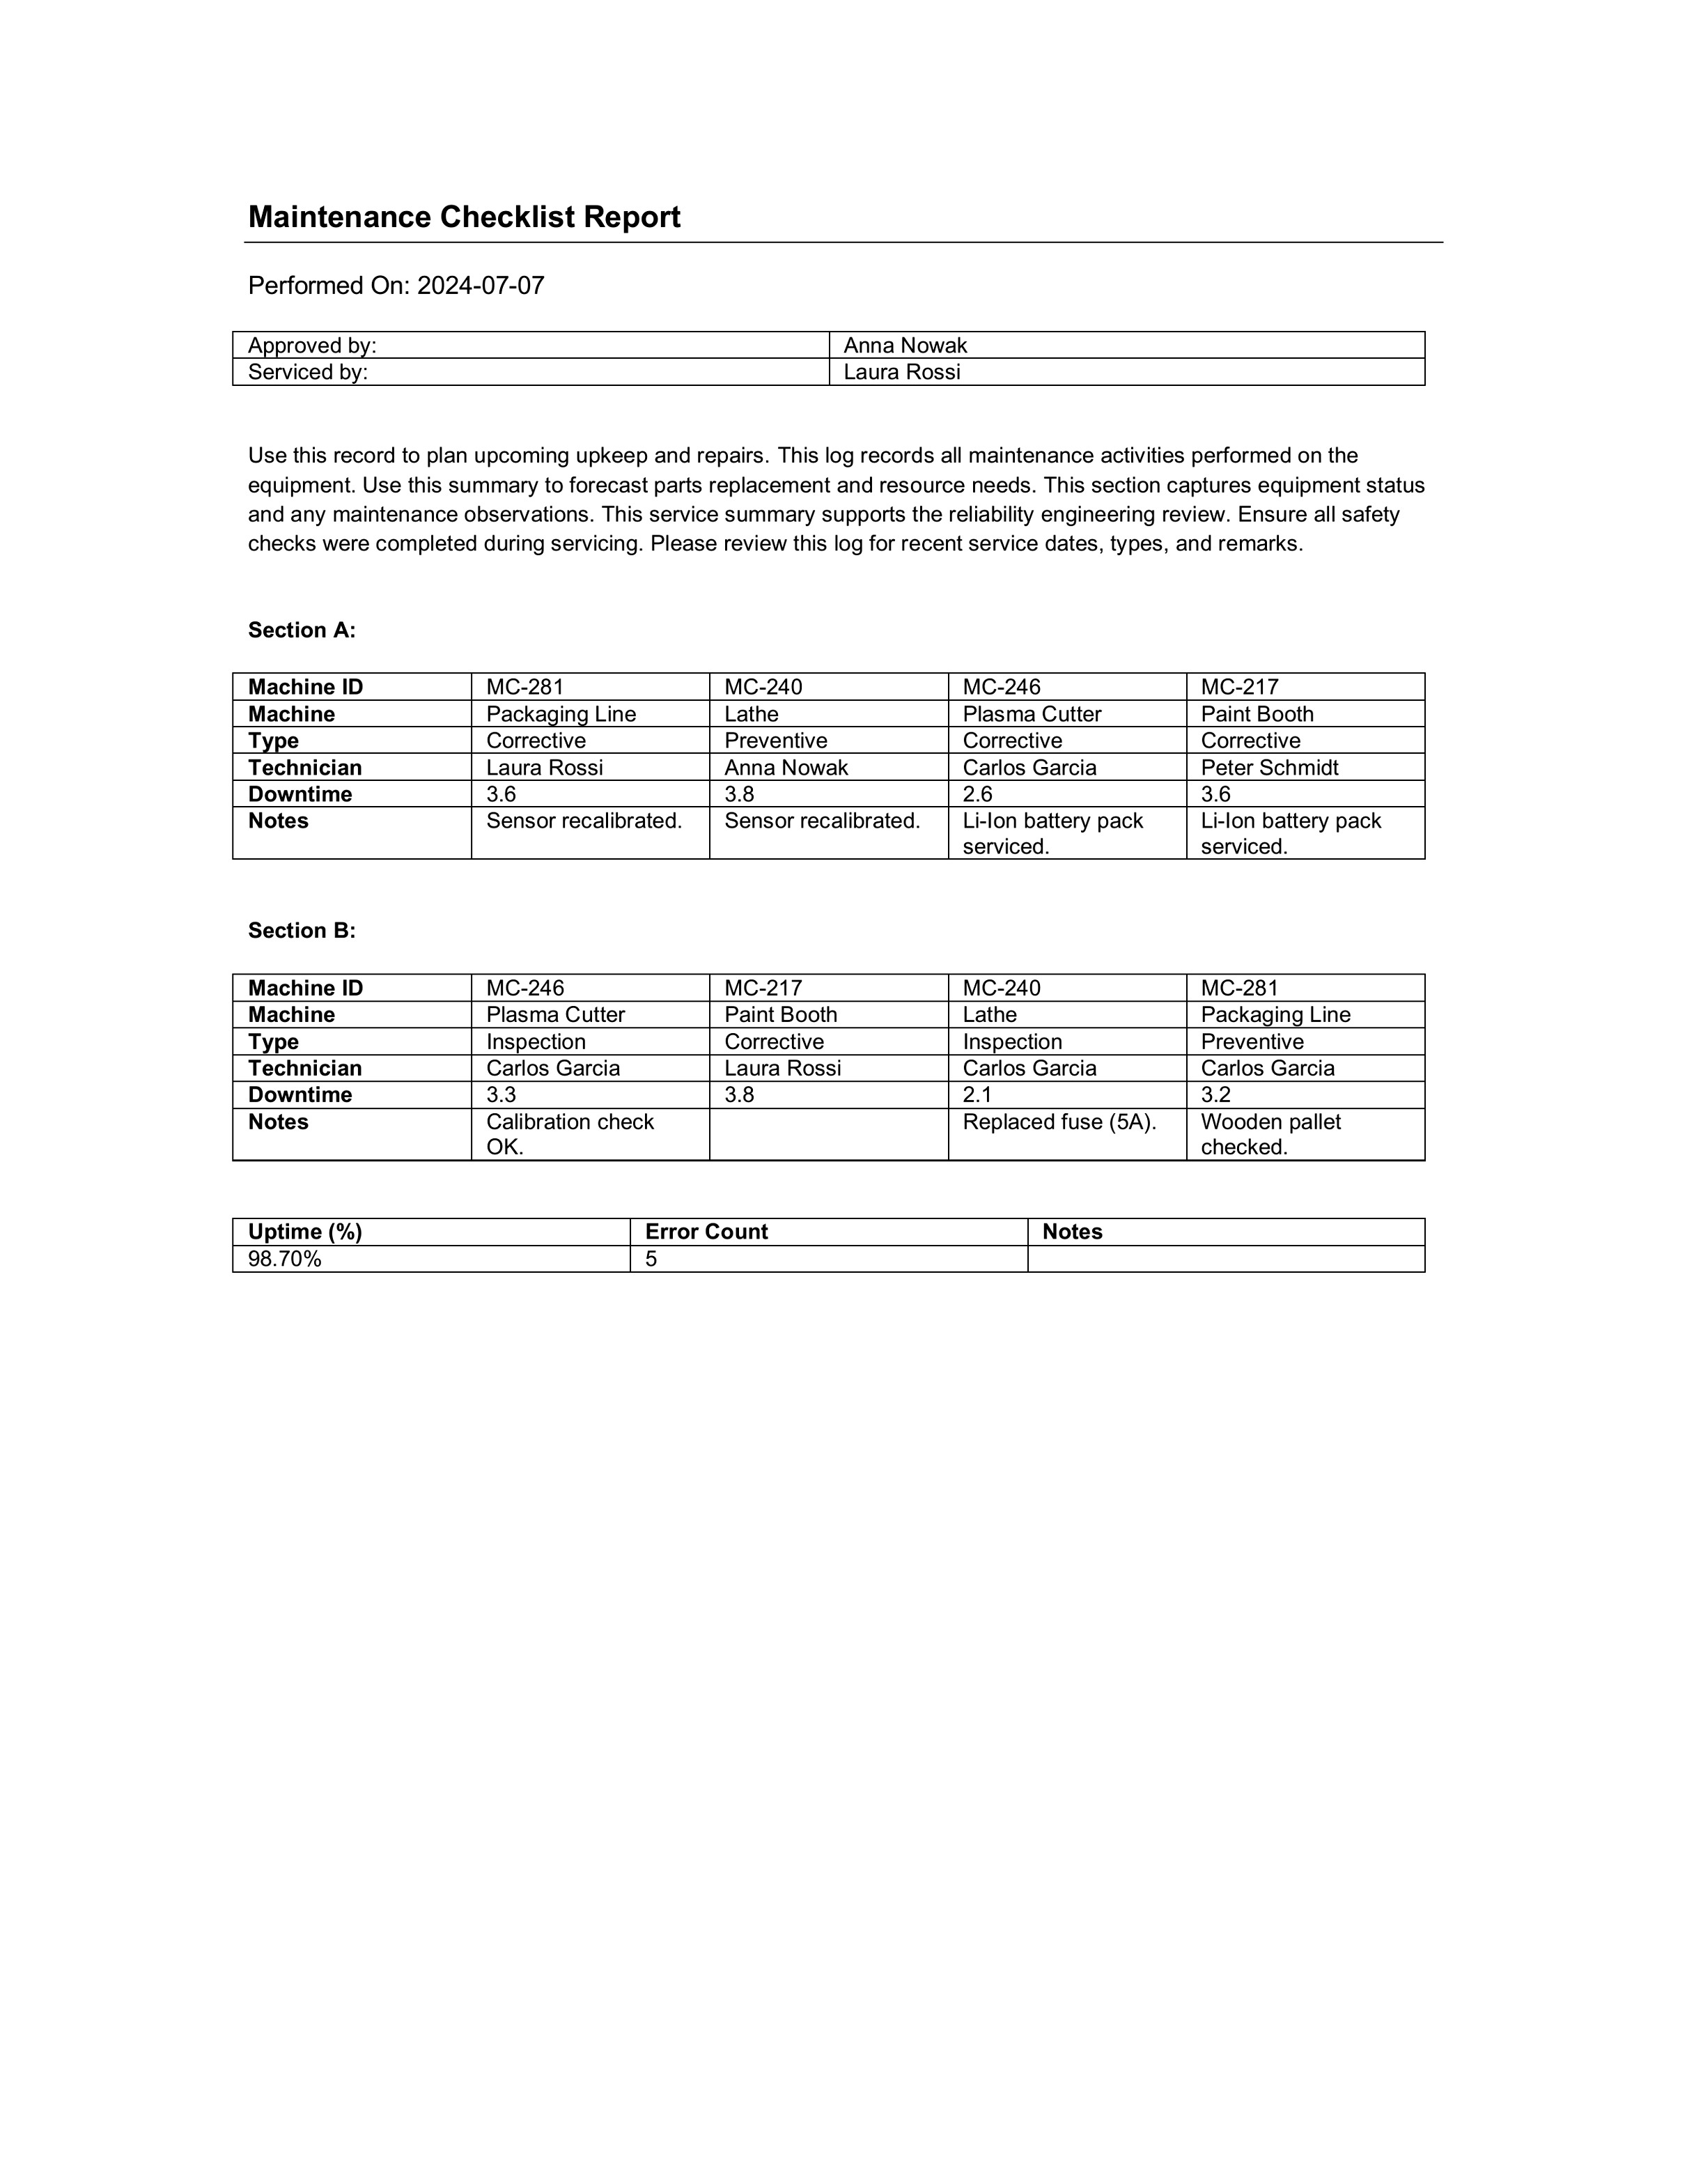 Maintenance Checklist Report
Performed On: 2024-07-07
Approved by: Anna Nowak
Serviced by: Laura Rossi
Use this record to plan upcoming upkeep and repairs. This log records all maintenance activities performed on the
equipment. Use this summary to forecast parts replacement and resource needs. This section captures equipment status
and any maintenance observations. This service summary supports the reliability engineering review. Ensure all safety
checks were completed during servicing. Please review this log for recent service dates, types, and remarks.
Section A:
Machine ID MC-281 MC-240 MC-246 MC-217
Machine Packaging Line Lathe Plasma Cutter Paint Booth
Type Corrective Preventive Corrective Corrective
Technician Laura Rossi Anna Nowak Carlos Garcia Peter Schmidt
Downtime 3.6 3.8 2.6 3.6
Notes Sensor recalibrated. Sensor recalibrated. Li-Ion battery pack Li-Ion battery pack
serviced. serviced.
Section B:
Machine ID MC-246 MC-217 MC-240 MC-281
Machine Plasma Cutter Paint Booth Lathe Packaging Line
Type Inspection Corrective Inspection Preventive
Technician Carlos Garcia Laura Rossi Carlos Garcia Carlos Garcia
Downtime 3.3 3.8 2.1 3.2
Notes Calibration check Replaced fuse (5A). Wooden pallet
OK. checked.
Uptime (%) Error Count Notes
98.70% 5